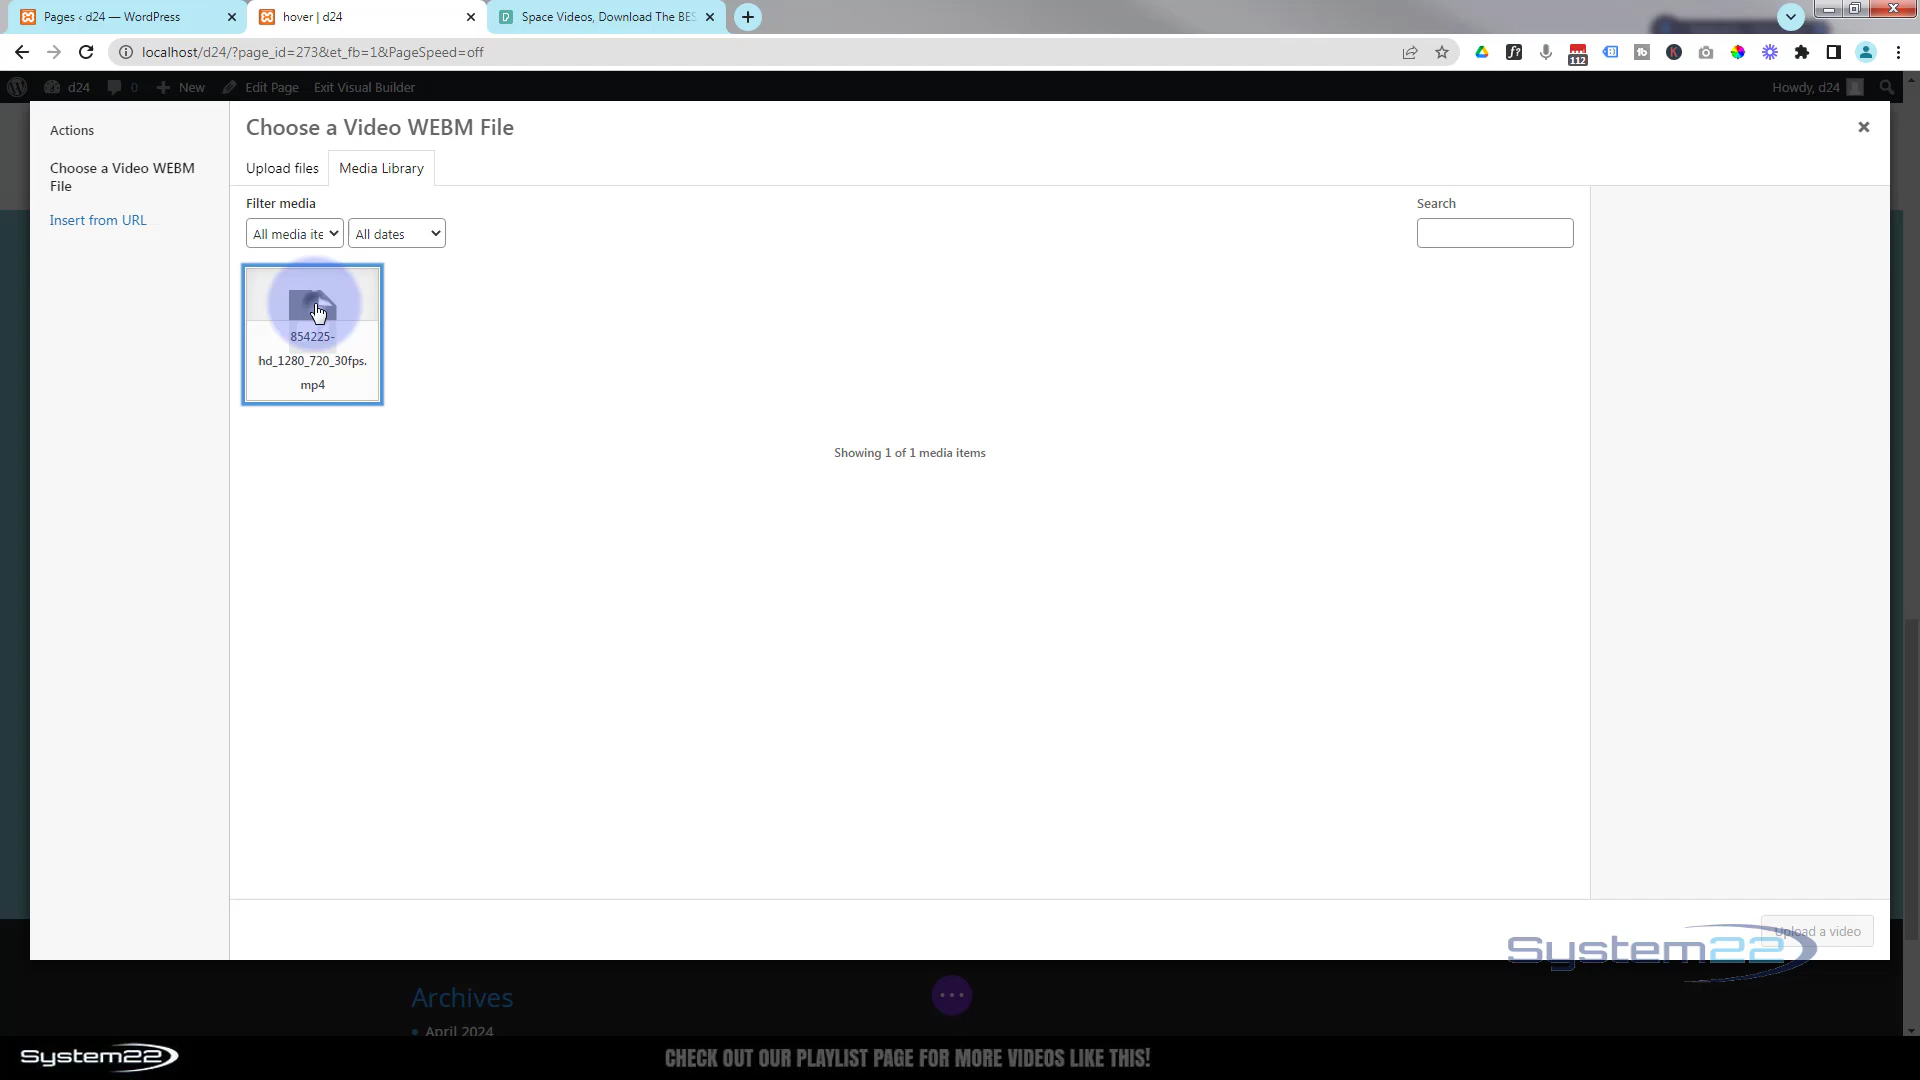 Pages ‹ d24 — WordPress
hover | d24
Space Videos, Download The BES
localhost/d24/?page_id=273&et_fb=1&PageSpeed=off
112
d24
0
New
Edit Page
Exit Visual Builder
Howdy, d24
Actions
Choose a Video WEBM File
Choose a Video WEBM
File
Insert from URL
Upload files
Media Library
Filter media
Search
All media ite
All dates
854225-
hd_1280_720_30fps.
mp4
Showing 1 of 1 media items
Upload a video
System22
Archives
April 2024
System22
CHECK OUT OUR PLAYLIST PAGE FOR MORE VIDEOS LIKE THIS!